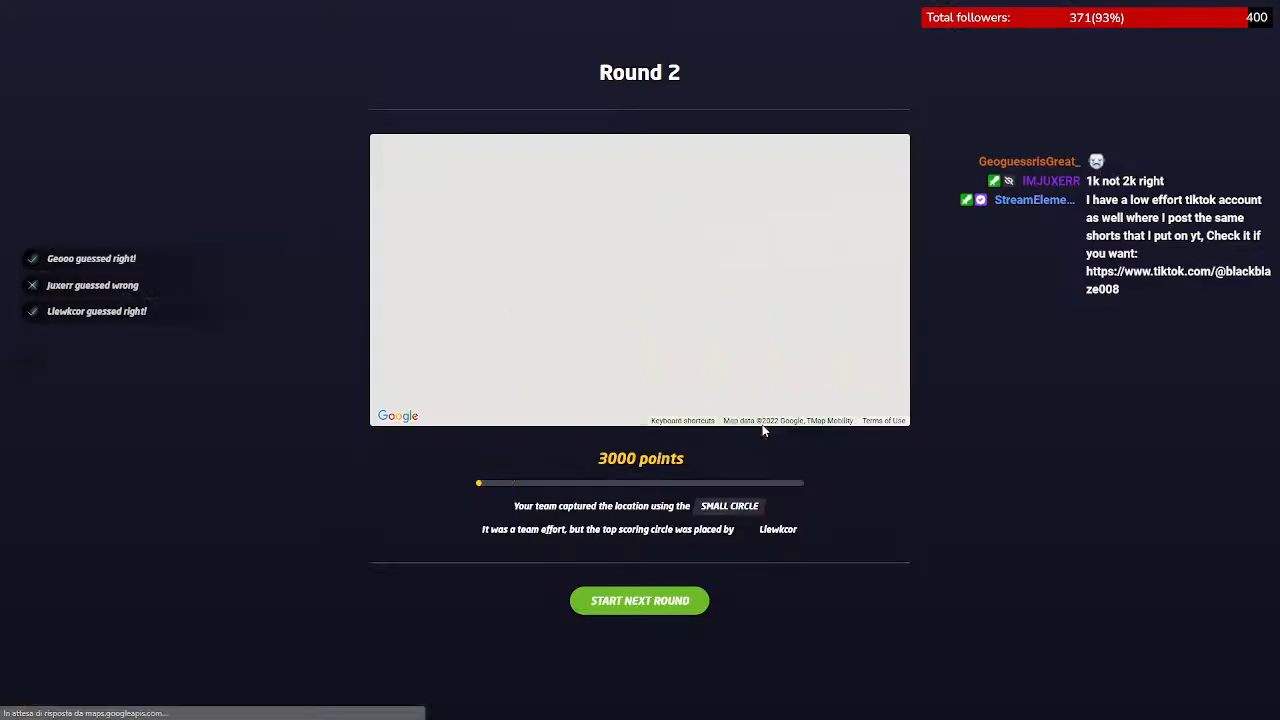 Total followers: 371(93%) 400
Round 2
GeoguessrIsGreat_
IMJUXERR 1k not 2k right
StreamEleme... I have a low effort tiktok account
as well where I post the same
shorts that I put on yt, Check it if
you want:
https://www.tiktok.com/@blackbla
ze008
Geooo guessed right!
Juxerr guessed wrong
Llewkcor guessed right!
Google
Keyboard shortcuts Map data ©2022 Google, TMap Mobility Terms of Use
3000 points
Your team captured the location using the SMALL CIRCLE
It was a team effort, but the top scoring circle was placed by Llewkcor
START NEXT ROUND
In attesa di risposta da maps.googleapis.com...